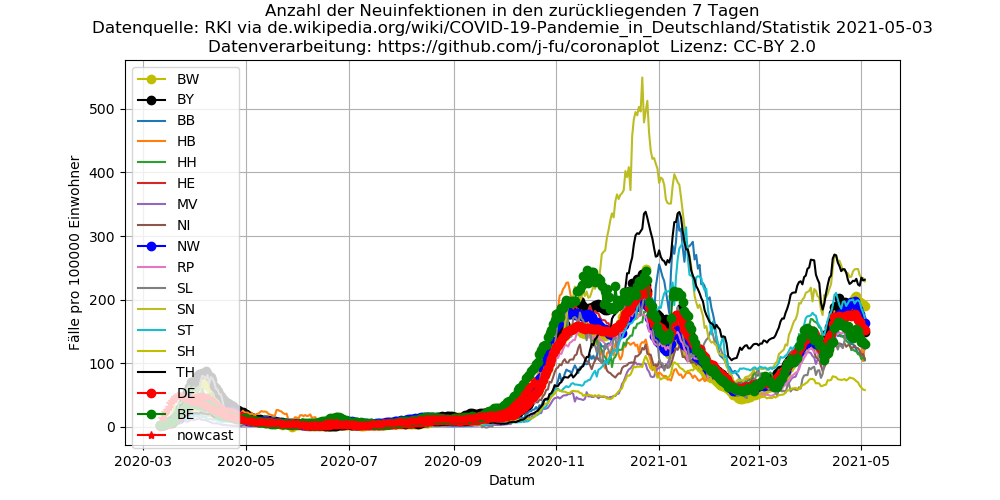 Anzahl der Neuinfektionen in den zurückliegenden 7 Tagen
Datenquelle: RKI via de.wikipedia.org/wiki/COVID-19-Pandemie_in_Deutschland/Statistik 2021-05-03
Datenverarbeitung: https://github.com/j-fu/coronaplot Lizenz: CC-BY 2.0
Fälle pro 100000 Einwohner
500
400
300
200
100
0
BW
BY
BB
HB
HH
HE
MV
NI
NW
RP
SL
SN
ST
SH
TH
DE
BE
nowcast
2020-03 2020-05 2020-07 2020-09 2020-11 2021-01 2021-03 2021-05
Datum